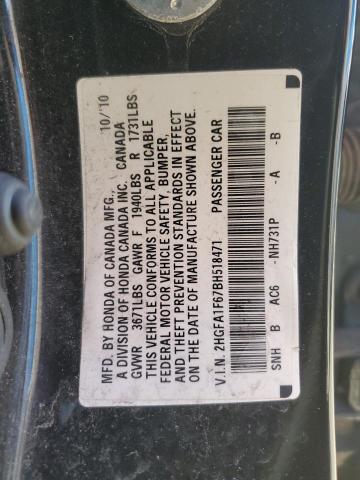 MFD. BY HONDA OF CANADA MFG., 10/'10
A DIVISION OF HONDA CANADA INC. CANADA
GVWR 3671LBS GAWR F 1940LBS R 1731LBS
THIS VEHICLE CONFORMS TO ALL APPLICABLE
FEDERAL MOTOR VEHICLE SAFETY, BUMPER,
AND THEFT PREVENTION STANDARDS IN EFFECT
ON THE DATE OF MANUFACTURE SHOWN ABOVE.
V.I.N. 2HGFA1F67BH518471 PASSENGER CAR
SNH B AC6 -NH731P -A -B